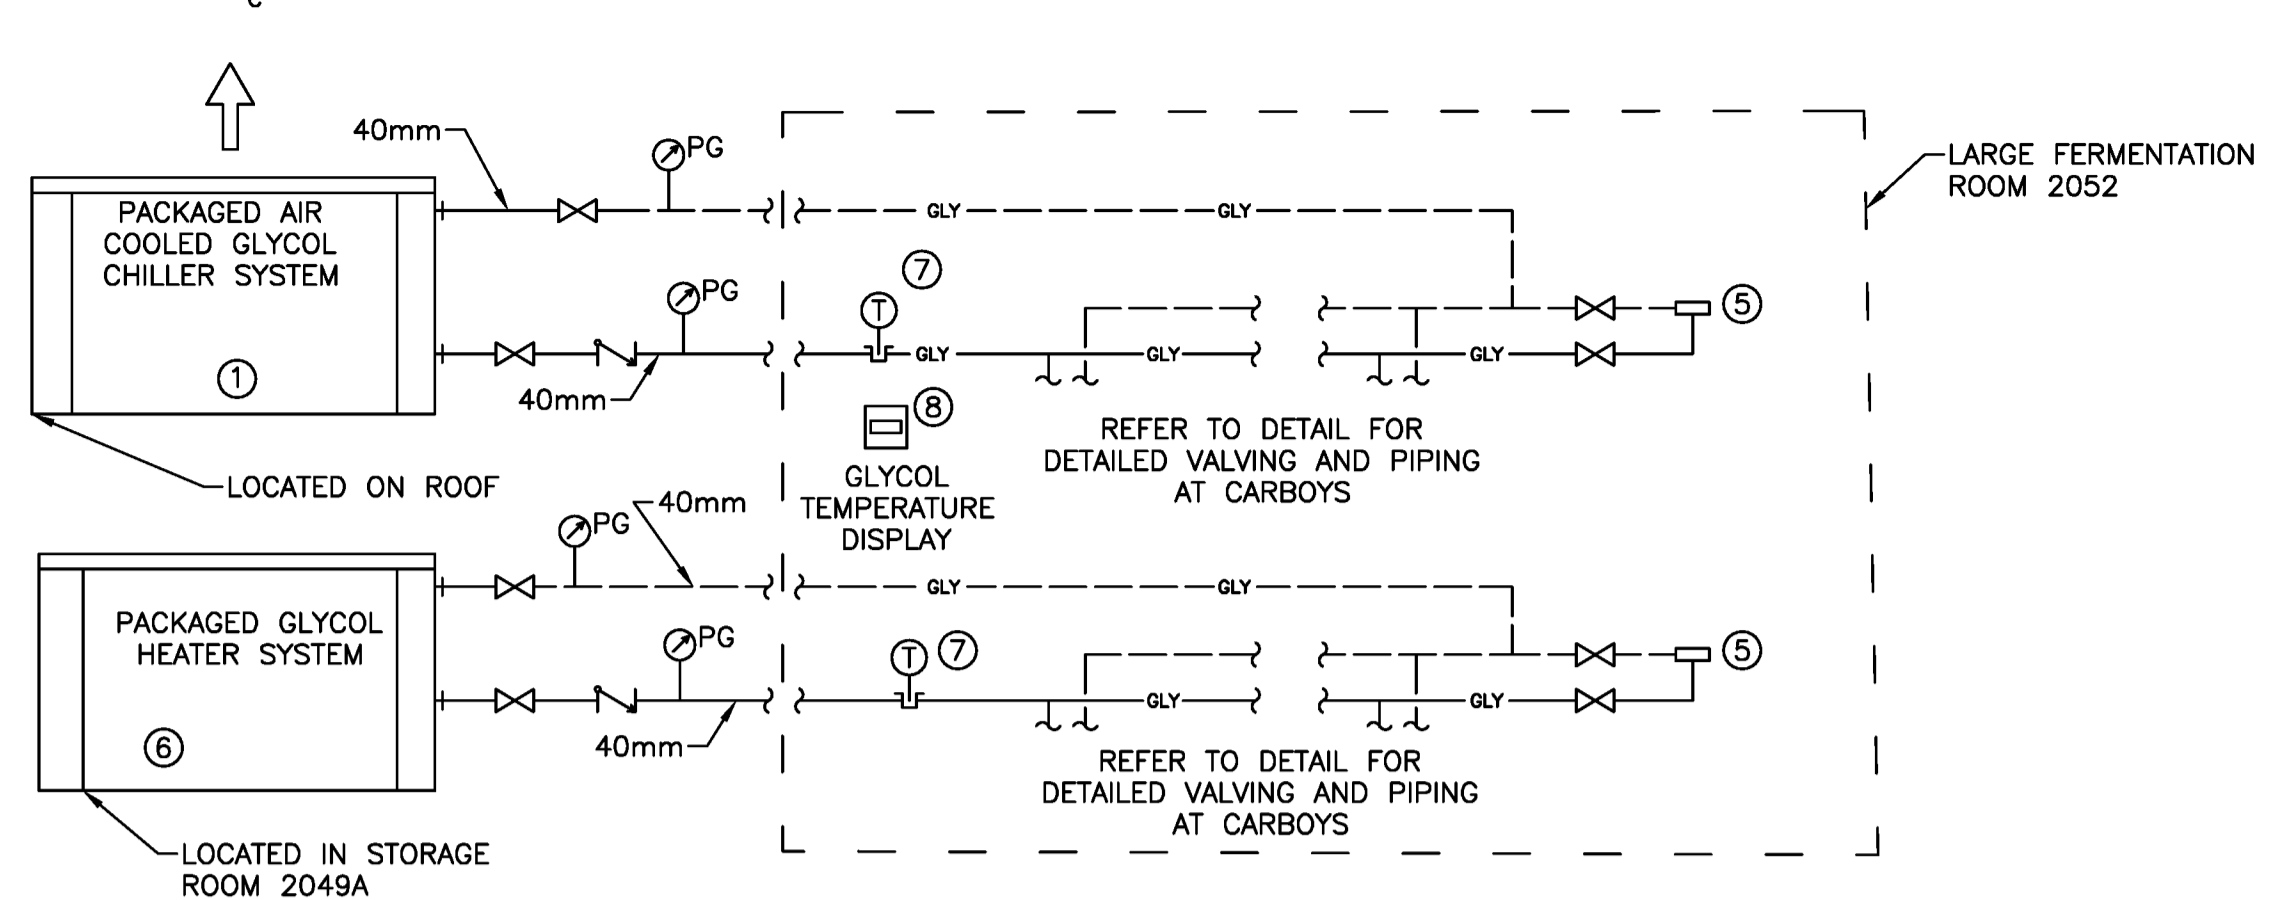 C
40mm
PG
LARGE FERMENTATION
ROOM 2052
PACKAGED AIR
COOLED GLYCOL
CHILLER SYSTEM
GLY
GLY
7
PG
T
5
GLY
GLY
GLY
1
40mm
8
REFER TO DETAIL FOR
DETAILED VALVING AND PIPING
AT CARBOYS
LOCATED ON ROOF
GLYCOL
TEMPERATURE
DISPLAY
40mm
PG
GLY
GLY
PACKAGED GLYCOL
HEATER SYSTEM
PG
T
7
5
GLY
GLY
6
40mm
REFER TO DETAIL FOR
DETAILED VALVING AND PIPING
AT CARBOYS
LOCATED IN STORAGE
ROOM 2049A